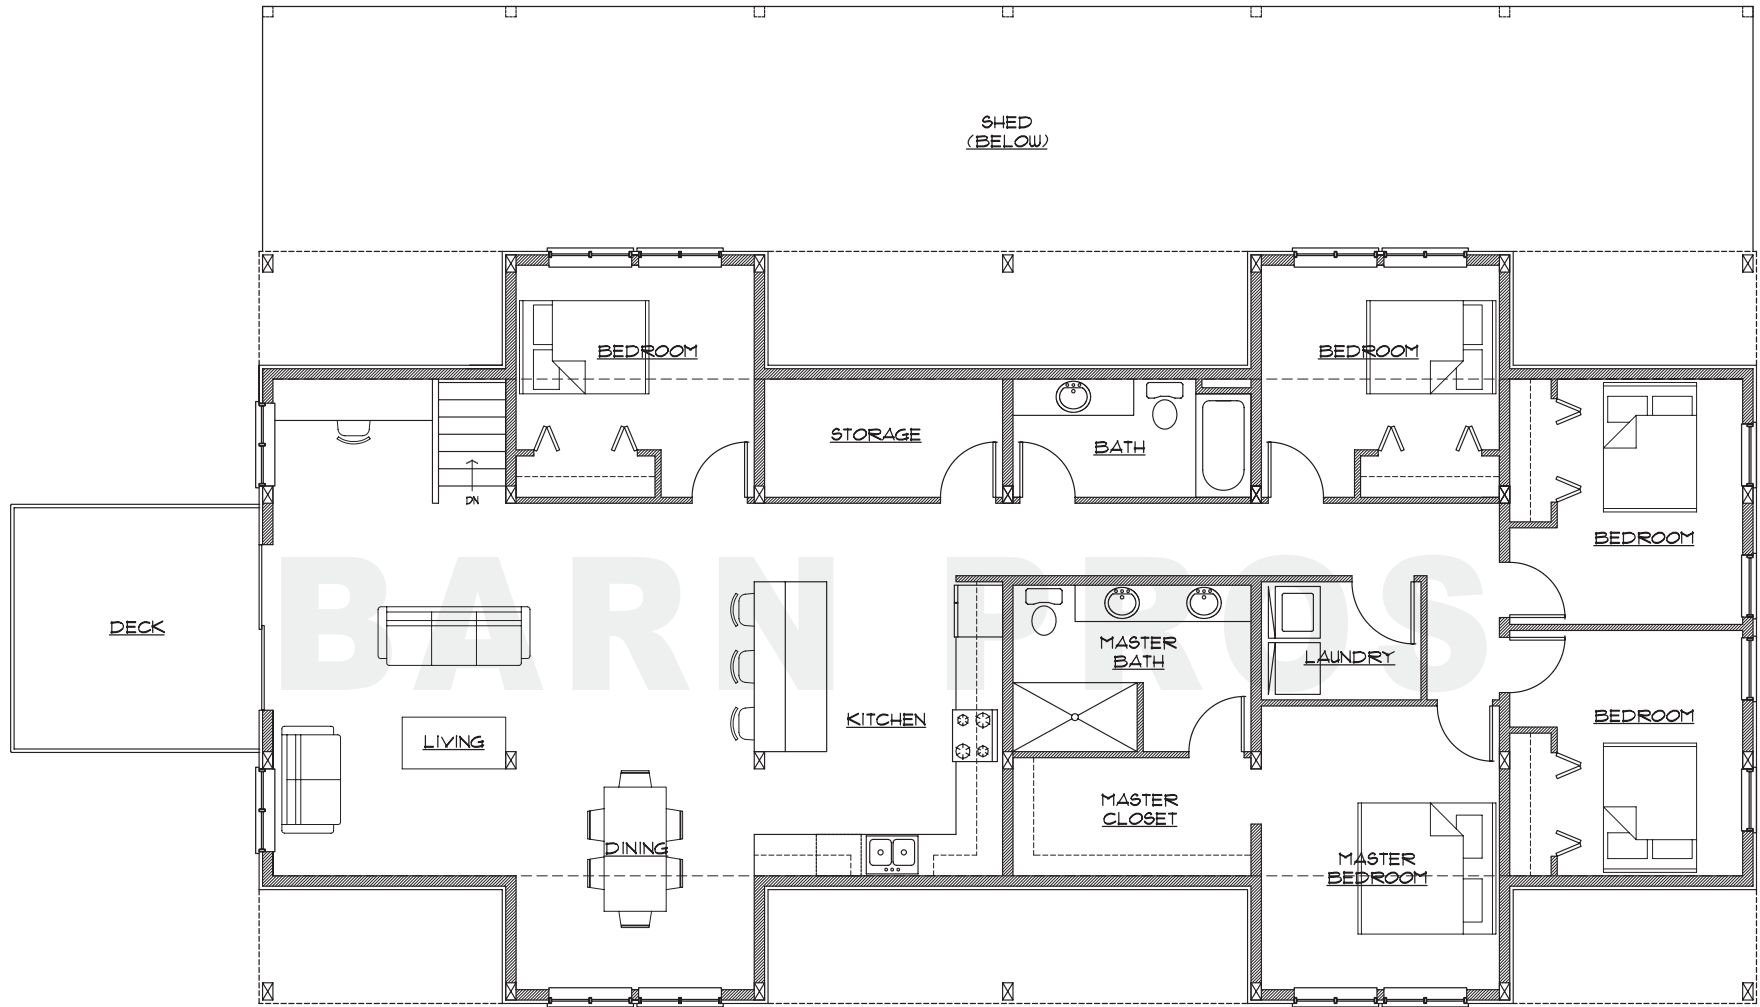 SHED
(BELOW)
BEDROOM
BEDROOM
STORAGE
BATH
DN
BEDROOM
BARN PROS
DECK
MASTER
BATH
LAUNDRY
KITCHEN
BEDROOM
LIVING
MASTER
CLOSET
DINING
MASTER
BEDROOM